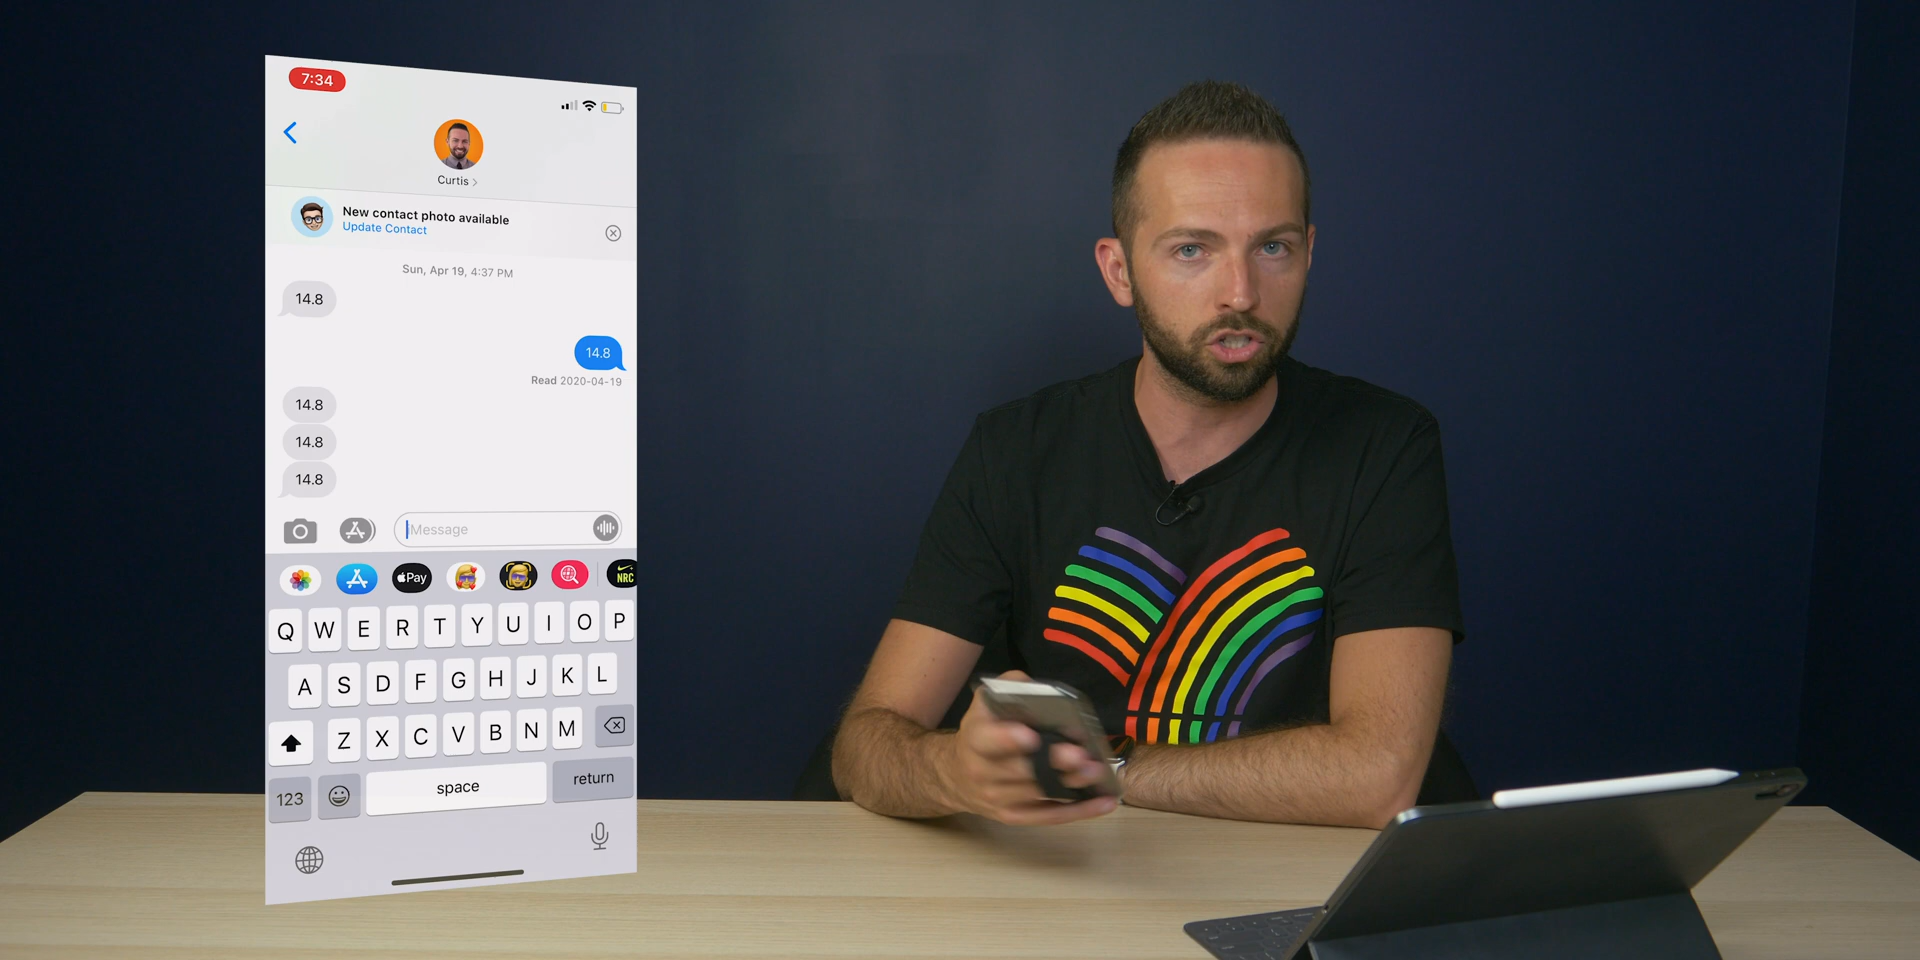 7:34
Curtis
New contact photo available
Update Contact
Sun, Apr 19, 4:37 PM
14.8
14.8
Read 2020-04-19
14.8
14.8
14.8
iMessage
Pay
NRC
Q W E R T Y U I O P
A S D F G H J K L
Z X C V B N M
123 space return